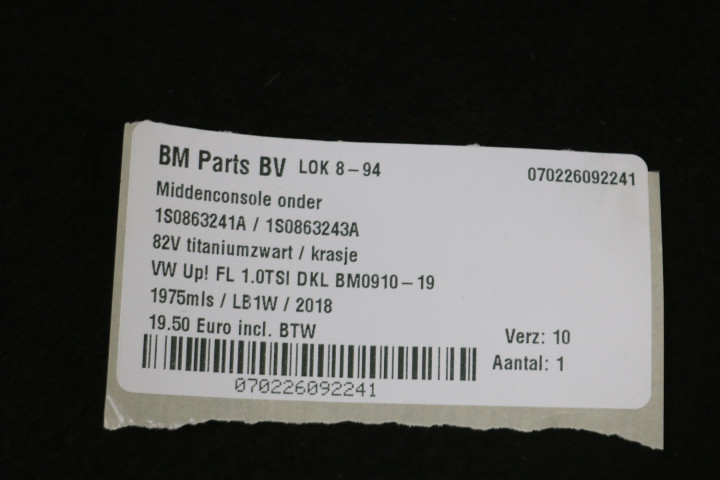 BM Parts BV LOK 8-94
070226092241
Middenconsole onder
1S0863241A / 1S0863243A
82V titaniumzwart / krasje
VW Up! FL 1.0TSI DKL BM0910-19
1975mls / LB1W / 2018
19.50 Euro incl. BTW
Verz: 10
Aantal: 1
070226092241